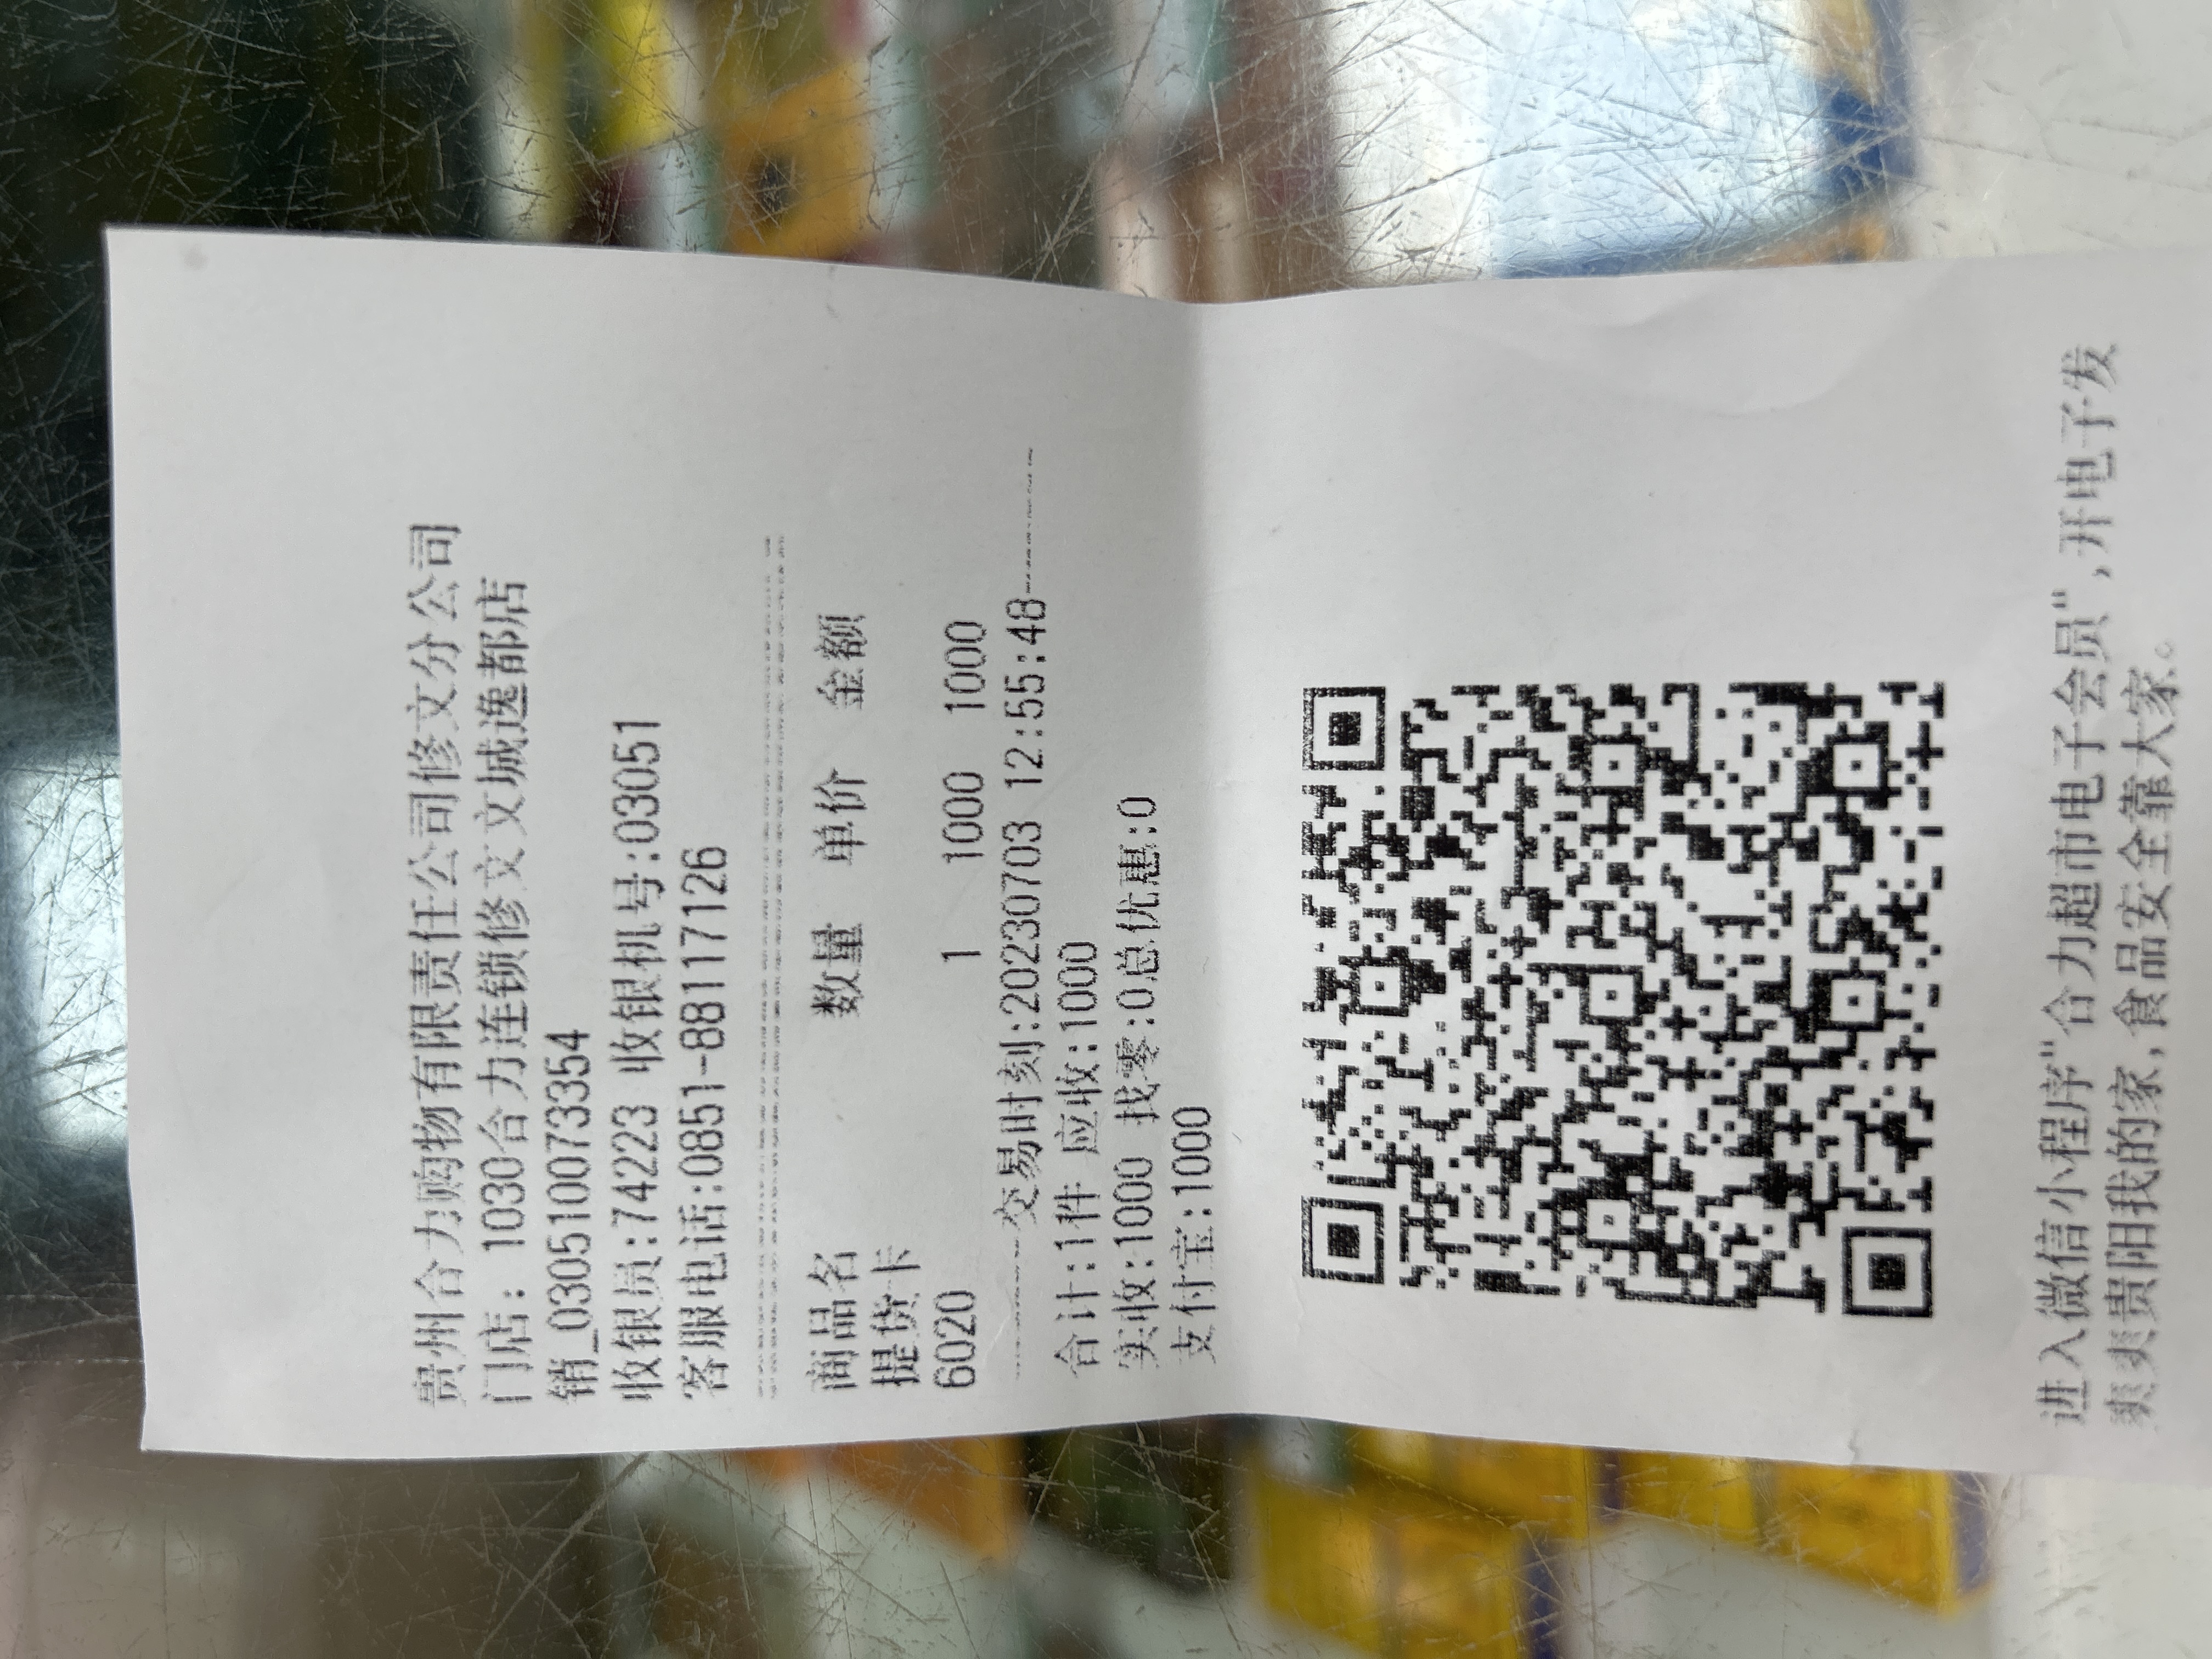 贵州合力购物有限责任公司修文分公司
门店: 1030合力连锁修文文城逸都店
销_030510073354
收银员:74223 收银机号:03051
客服电话:0851-88117126
商品名 数量 单价 金额
提货卡
6020 1 1000 1000
交易时刻:20230703 12:55:48
合计:1件 应收:1000
实收:1000 找零:0总优惠:0
支付宝:1000
进入微信小程序"合力超市电子会员",开电子发
爽爽贵阳我的家,食品安全靠大家。